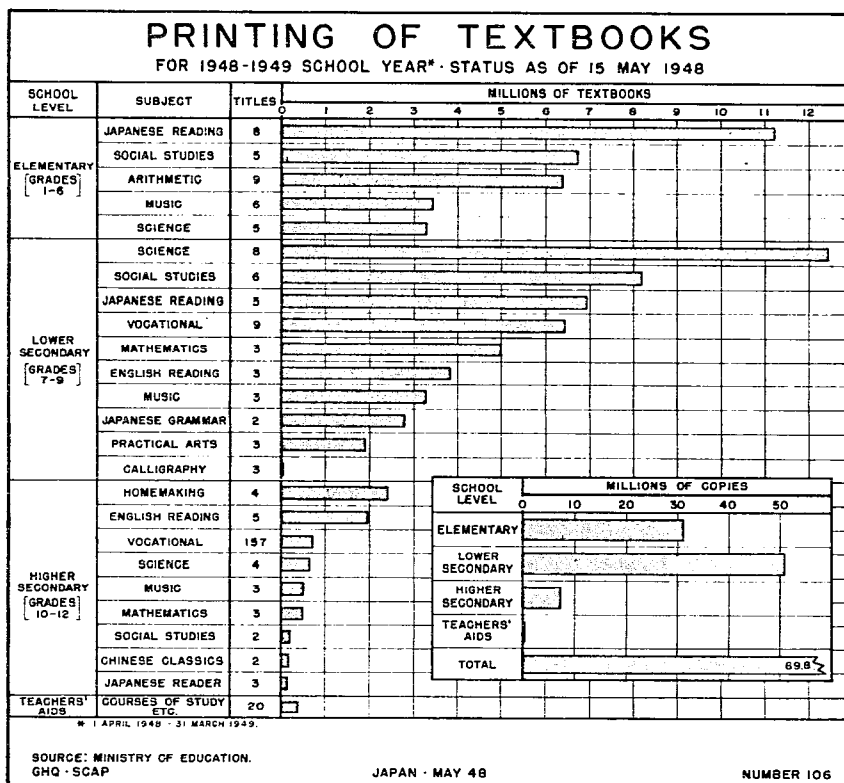 PRINTING OF TEXTBOOKS
FOR 1948-1949 SCHOOL YEAR* · STATUS AS OF 15 MAY 1948
SCHOOL LEVEL SUBJECT TITLES MILLIONS OF TEXTBOOKS
0 1 2 3 4 5 6 7 8 9 10 11 12
ELEMENTARY
[GRADES 1-6]
JAPANESE READING 8
SOCIAL STUDIES 5
ARITHMETIC 9
MUSIC 6
SCIENCE 5
LOWER
SECONDARY
[GRADES 7-9]
SCIENCE 8
SOCIAL STUDIES 6
JAPANESE READING 5
VOCATIONAL 9
MATHEMATICS 3
ENGLISH READING 3
MUSIC 3
JAPANESE GRAMMAR 2
PRACTICAL ARTS 3
CALLIGRAPHY 3
HIGHER
SECONDARY
[GRADES 10-12]
HOMEMAKING 4
ENGLISH READING 5
VOCATIONAL 157
SCIENCE 4
MUSIC 3
MATHEMATICS 3
SOCIAL STUDIES 2
CHINESE CLASSICS 2
JAPANESE READER 3
TEACHERS'
AIDS
COURSES OF STUDY
ETC. 20
SCHOOL
LEVEL
MILLIONS OF COPIES
0 10 20 30 40 50
ELEMENTARY
LOWER
SECONDARY
HIGHER
SECONDARY
TEACHERS'
AIDS
TOTAL 69.8
* 1 APRIL 1948 - 31 MARCH 1949.
SOURCE: MINISTRY OF EDUCATION.
GHQ · SCAP JAPAN · MAY 48 NUMBER 106